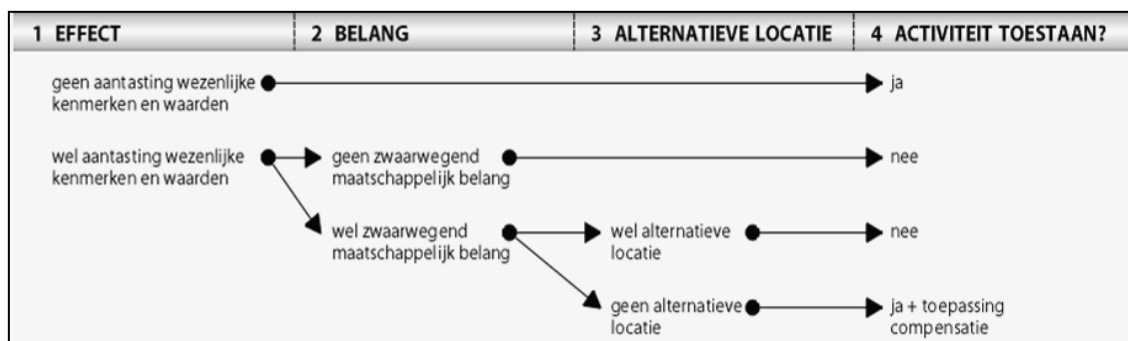 1 EFFECT
2 BELANG
3 ALTERNATIEVE LOCATIE
4 ACTIVITEIT TOESTAAN?
geen aantasting wezenlijke
kenmerken en waarden
ja
wel aantasting wezenlijke
kenmerken en waarden
geen zwaarwegend
maatschappelijk belang
nee
wel zwaarwegend
maatschappelijk belang
wel alternatieve
locatie
nee
geen alternatieve
locatie
ja + toepassing
compensatie